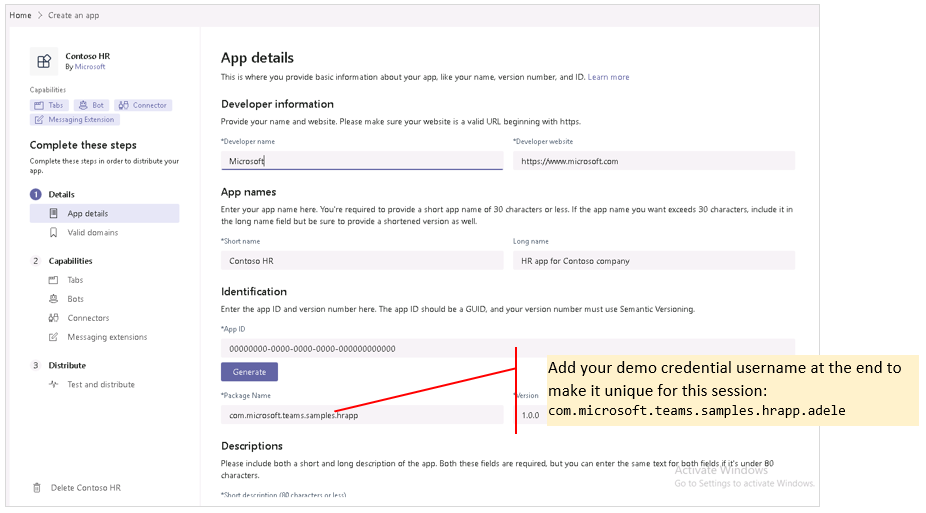 Home > Create an app
Contoso HR
By Microsoft
Capabilities
Tabs Bot Connector
Messaging Extension
Complete these steps
Complete these steps in order to distribute your
app.
1 Details
App details
Valid domains
2 Capabilities
Tabs
Bots
Connectors
Messaging extensions
3 Distribute
Test and distribute
Delete Contoso HR
App details
This is where you provide basic information about your app, like your name, version number, and ID. Learn more
Developer information
Provide your name and website. Please make sure your website is a valid URL beginning with https.
*Developer name *Developer website
Microsoft https://www.microsoft.com
App names
Enter your app name here. You're required to provide a short app name of 30 characters or less. If the app name you want exceeds 30 characters, include it in
the long name field but be sure to provide a shortened version as well.
*Short name Long name
Contoso HR HR app for Contoso company
Identification
Enter the app ID and version number here. The app ID should be a GUID, and your version number must use Semantic Versioning.
*App ID
00000000-0000-0000-0000-000000000000
Generate
*Package Name *Version
com.microsoft.teams.samples.hrapp 1.0.0
Add your demo credential username at the end to
make it unique for this session:
com.microsoft.teams.samples.hrapp.adele
Descriptions
Please include both a short and long description of the app. Both these fields are required, but you can enter the same text for both fields if it's under 80
characters.
*Short description (80 characters or less)
Activate Windows
Go to Settings to activate Windows.